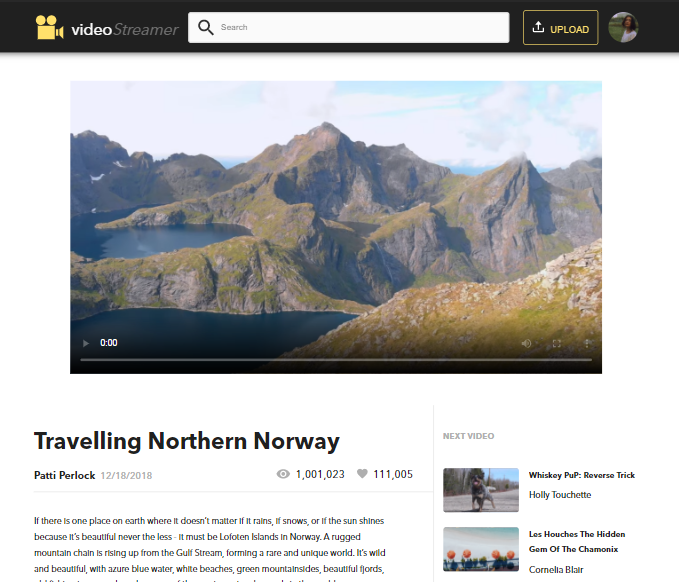 videoStreamer
Search
UPLOAD
0:00
Travelling Northern Norway
Patti Perlock 12/18/2018
1,001,023
111,005
If there is one place on earth where it doesn't matter if it rains, if snows, or if the sun shines
because it's beautiful never the less - it must be Lofoten Islands in Norway. A rugged
mountain chain is rising up from the Gulf Stream, forming a rare and unique world. It's wild
and beautiful, with azure blue water, white beaches, green mountainsides, beautiful fjords,
NEXT VIDEO
Whiskey PuP: Reverse Trick
Holly Touchette
Les Houches The Hidden
Gem Of The Chamonix
Cornelia Blair